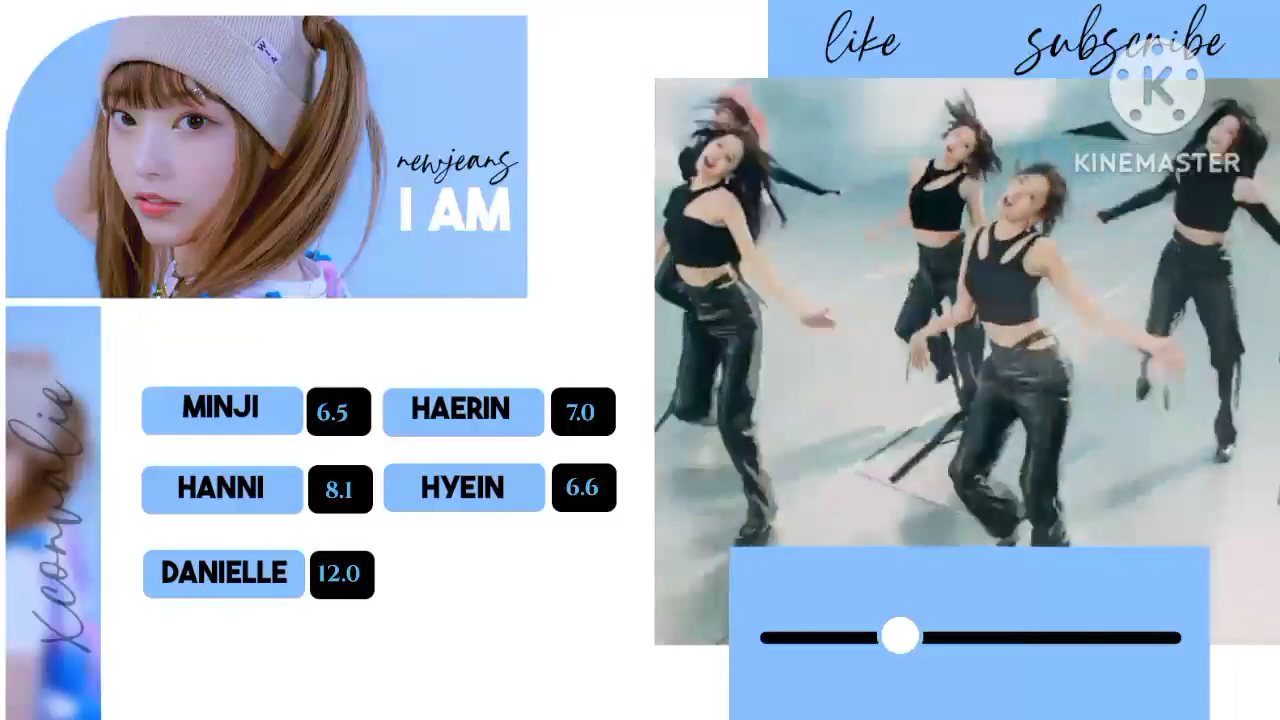 like
subscribe
K
KINEMASTER
newjeans
I AM
MINJI 6.5 HAERIN 7.0
HANNI 8.1 HYEIN 6.6
DANIELLE 12.0
xconvalie